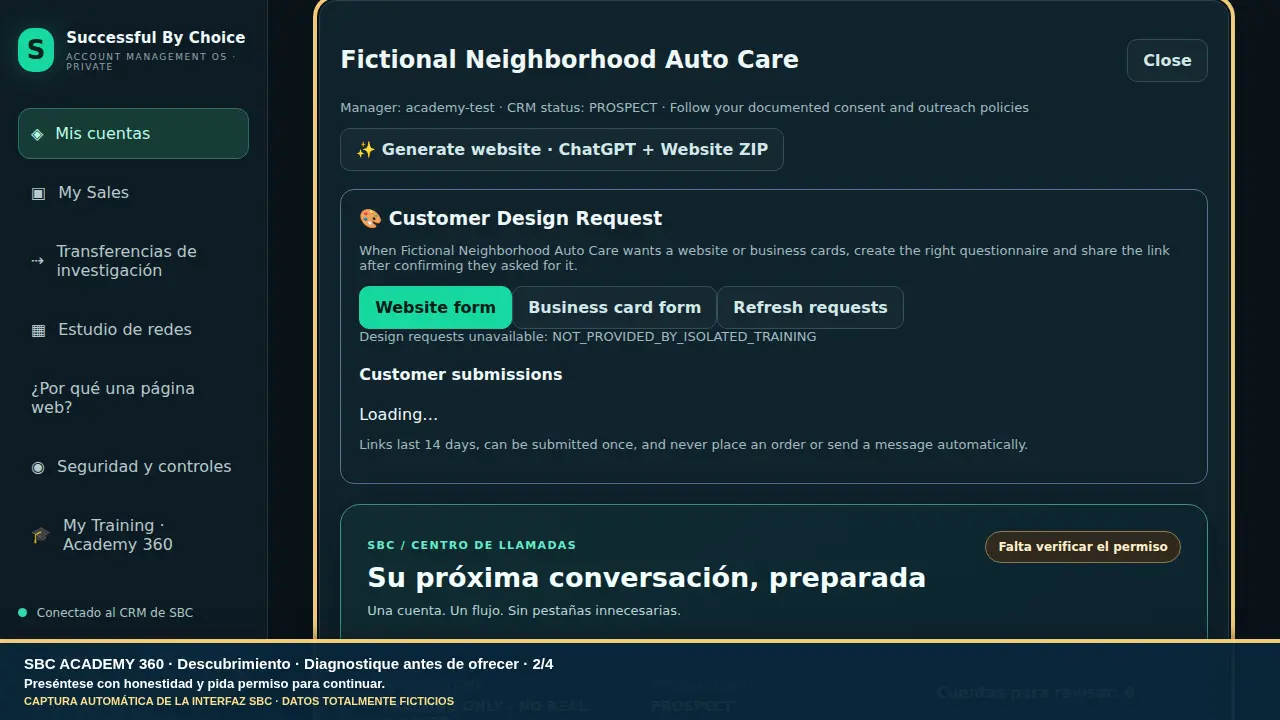 S
Successful By Choice
ACCOUNT MANAGEMENT OS ·
PRIVATE
◈ Mis cuentas
▣ My Sales
⇢ Transferencias de
investigación
▦ Estudio de redes
¿Por qué una página
web?
◉ Seguridad y controles
🎓 My Training ·
Academy 360
Conectado al CRM de SBC
Fictional Neighborhood Auto Care
Close
Manager: academy-test · CRM status: PROSPECT · Follow your documented consent and outreach policies
✨ Generate website · ChatGPT + Website ZIP
🎨 Customer Design Request
When Fictional Neighborhood Auto Care wants a website or business cards, create the right questionnaire and share the link
after confirming they asked for it.
Website form
Business card form
Refresh requests
Design requests unavailable: NOT_PROVIDED_BY_ISOLATED_TRAINING
Customer submissions
Loading...
Links last 14 days, can be submitted once, and never place an order or send a message automatically.
SBC / CENTRO DE LLAMADAS
Falta verificar el permiso
Su próxima conversación, preparada
Una cuenta. Un flujo. Sin pestañas innecesarias.
SBC ACADEMY 360 · Descubrimiento · Diagnostique antes de ofrecer · 2/4
Preséntese con honestidad y pida permiso para continuar.
CAPTURA AUTOMÁTICA DE LA INTERFAZ SBC · DATOS TOTALMENTE FICTICIOS
ONLY - NO REAL
PROSPECT